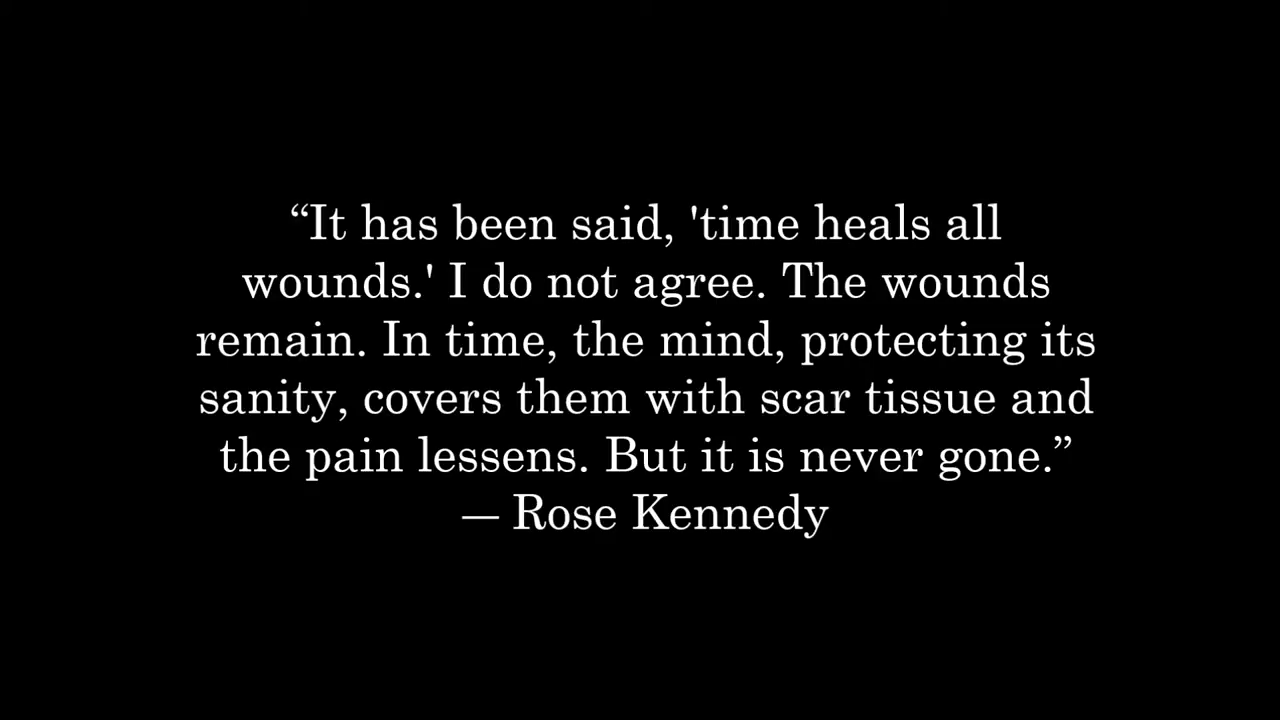 “It has been said, 'time heals all
wounds.' I do not agree. The wounds
remain. In time, the mind, protecting its
sanity, covers them with scar tissue and
the pain lessens. But it is never gone.”
— Rose Kennedy